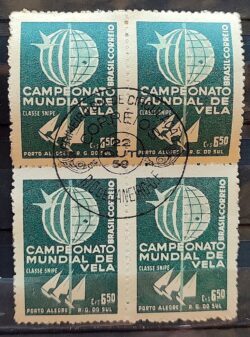 BRASIL CORREIO
CAMPEONATO
MUNDIAL DE
VELA
CLASSE SNIPE
Cr$ 6,50
PORTO ALEGRE R. G. DO SUL
BRASIL CORREIO
CAMPEONATO
MUNDIAL DE
VELA
CLASSE SNIPE
Cr$ 6,50
PORTO ALEGRE R. G. DO SUL
CORREIOS
22
BRASIL CORREIO
CAMPEONATO
MUNDIAL DE
VELA
CLASSE SNIPE
Cr$ 6,50
PORTO ALEGRE R. G. DO SUL
BRASIL CORREIO
CAMPEONATO
MUNDIAL DE
VELA
CLASSE SNIPE
Cr$ 6,50
PORTO ALEGRE R. G. DO SUL